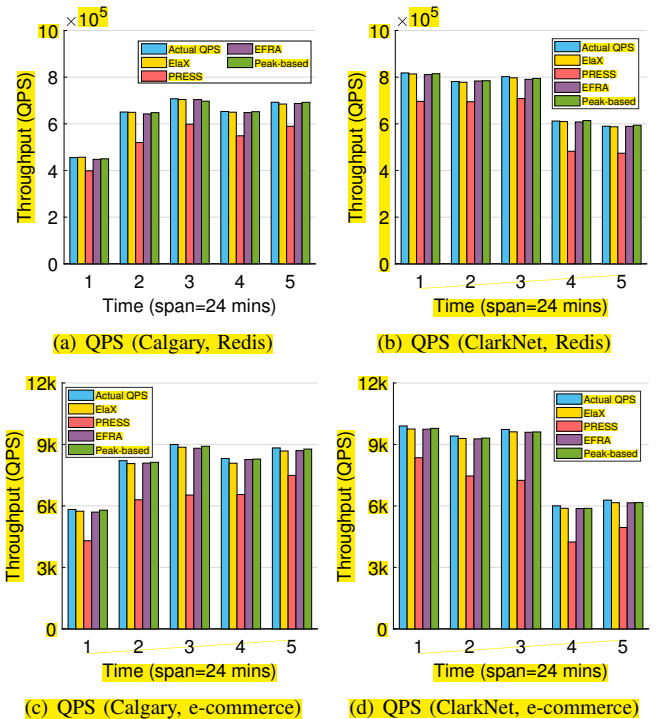 × 10⁵
10
8
6
4
2
0
Throughput (QPS)
Actual QPS
ElaX
PRESS
EFRA
Peak-based
1 2 3 4 5
Time (span=24 mins)
(a) QPS (Calgary, Redis)
× 10⁵
10
8
6
4
2
0
Throughput (QPS)
Actual QPS
ElaX
PRESS
EFRA
Peak-based
1 2 3 4 5
Time (span=24 mins)
(b) QPS (ClarkNet, Redis)
12k
9k
6k
3k
0
Throughput (QPS)
Actual QPS
ElaX
PRESS
EFRA
Peak-based
1 2 3 4 5
Time (span=24 mins)
(c) QPS (Calgary, e-commerce)
12k
9k
6k
3k
0
Throughput (QPS)
Actual QPS
ElaX
PRESS
EFRA
Peak-based
1 2 3 4 5
Time (span=24 mins)
(d) QPS (ClarkNet, e-commerce)